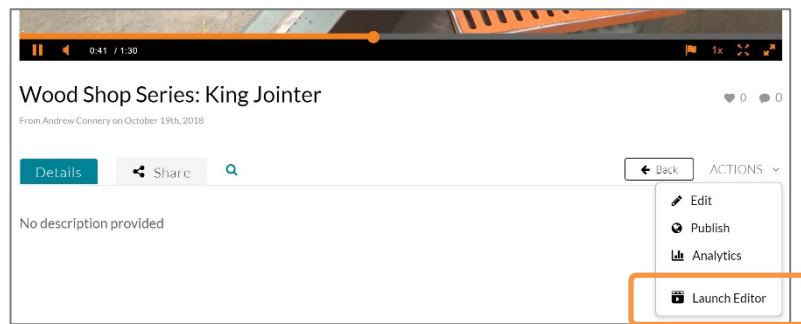 0:41 / 1:30 1x
Wood Shop Series: King Jointer 0 0
From Andrew Connery on October 19th, 2018
Details Share Back ACTIONS
Edit
No description provided
Publish
Analytics
Launch Editor